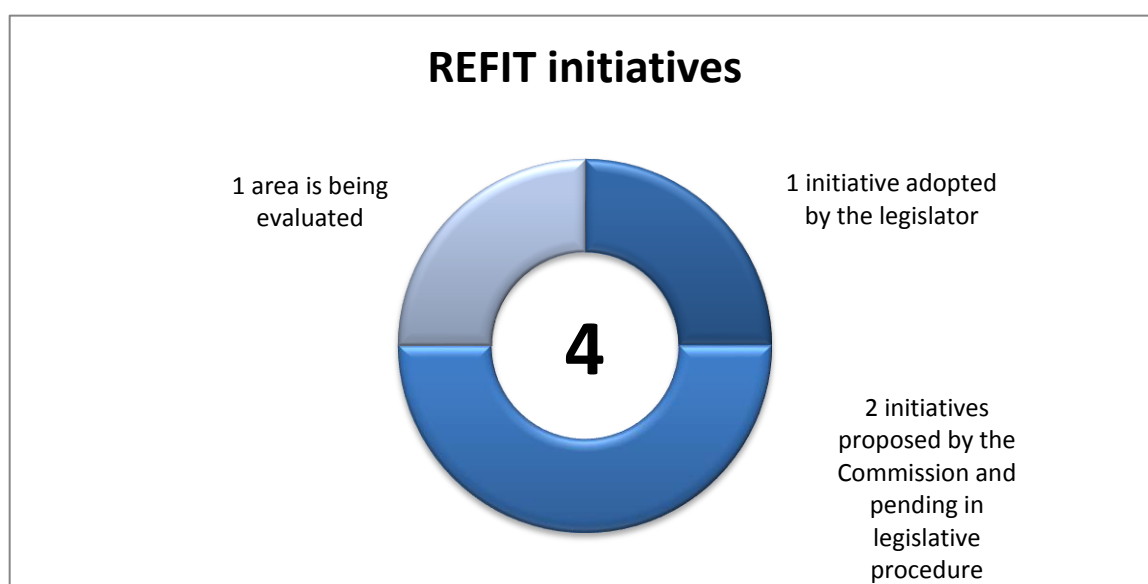 REFIT initiatives
1 area is being
evaluated
1 initiative adopted
by the legislator
4
2 initiatives
proposed by the
Commission and
pending in
legislative
procedure